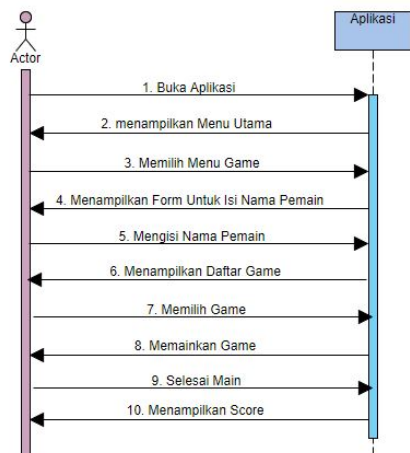 Aplikasi
Actor
1. Buka Aplikasi
2. menampilkan Menu Utama
3. Memilih Menu Game
4. Menampilkan Form Untuk Isi Nama Pemain
5. Mengisi Nama Pemain
6. Menampilkan Daftar Game
7. Memilih Game
8. Memainkan Game
9. Selesai Main
10. Menampilkan Score